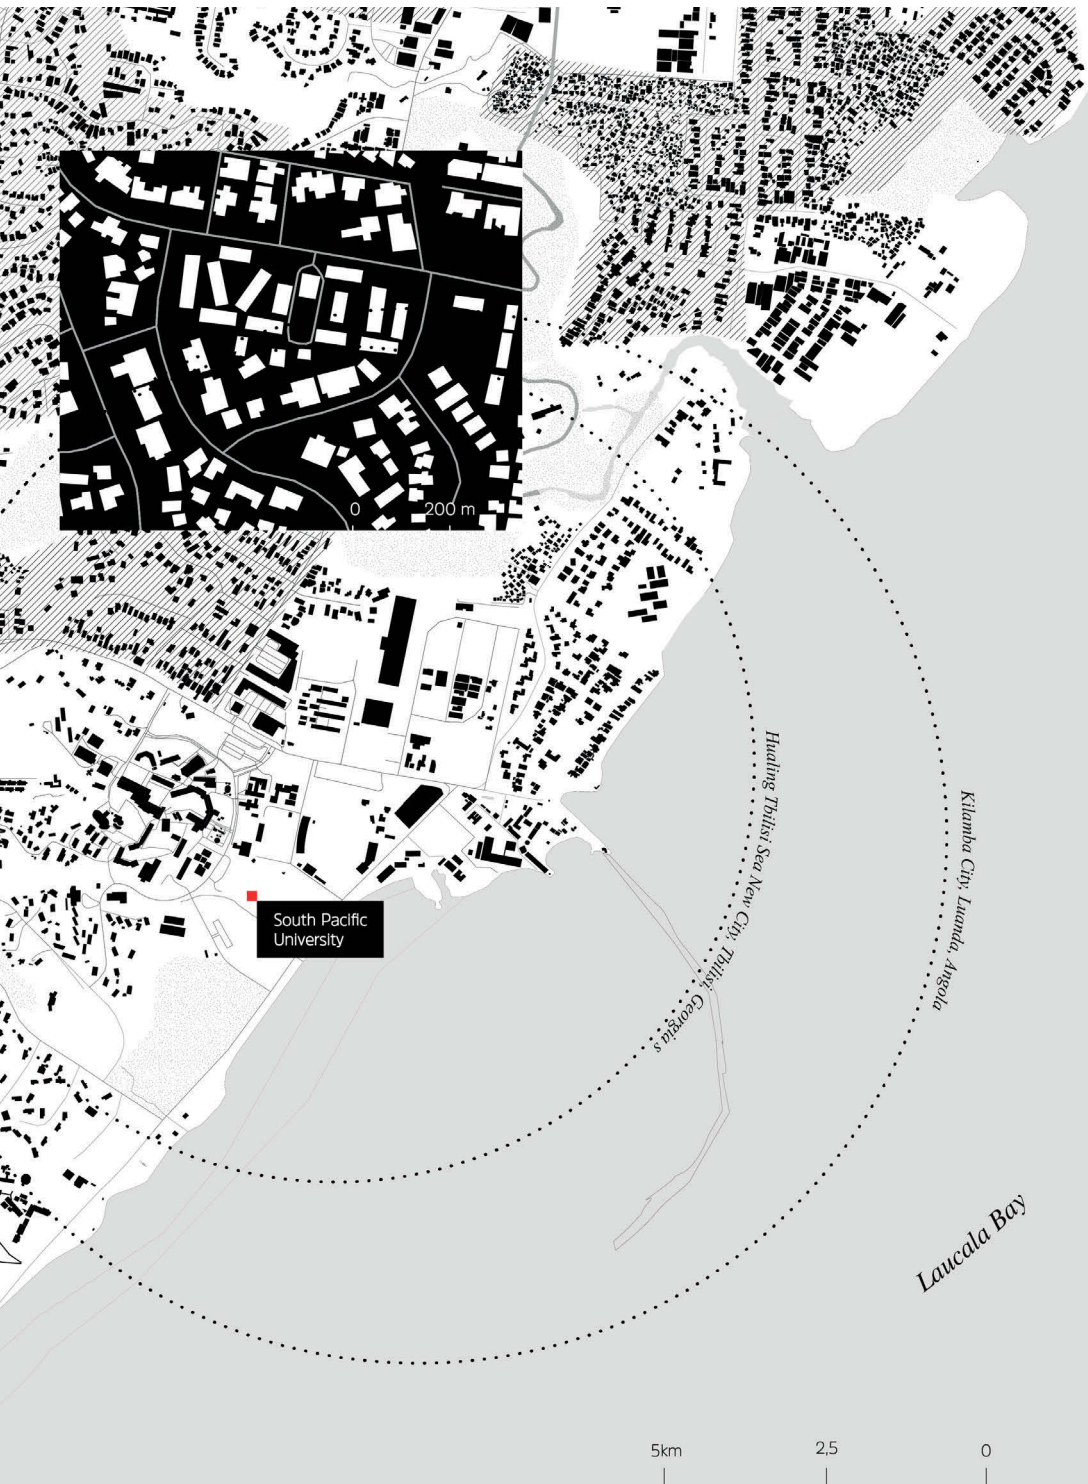 0
200 m
Hualing Tbilisi Sea New City, Tbilisi, Georgia s
Kilamba City, Luanda, Angola
South Pacific
University
Laucala Bay
5km
2,5
0